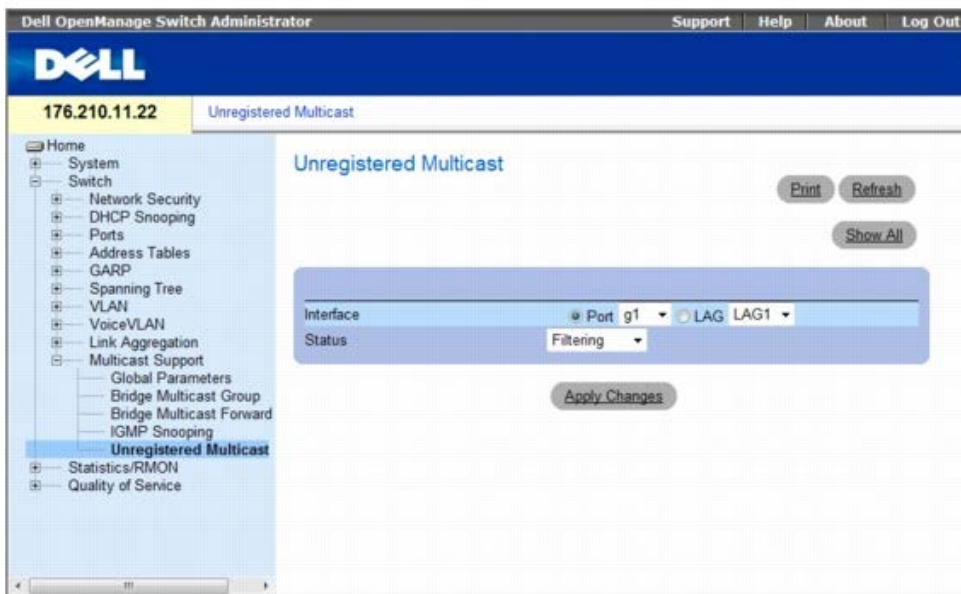 Dell OpenManage Switch Administrator Support Help About Log Out
DELL
176.210.11.22 Unregistered Multicast
Home
System
Switch
Network Security
DHCP Snooping
Ports
Address Tables
GARP
Spanning Tree
VLAN
VoiceVLAN
Link Aggregation
Multicast Support
Global Parameters
Bridge Multicast Group
Bridge Multicast Forward
IGMP Snooping
Unregistered Multicast
Statistics/RMON
Quality of Service
Unregistered Multicast
Print Refresh
Show All
Interface Port g1 LAG LAG1
Status Filtering
Apply Changes